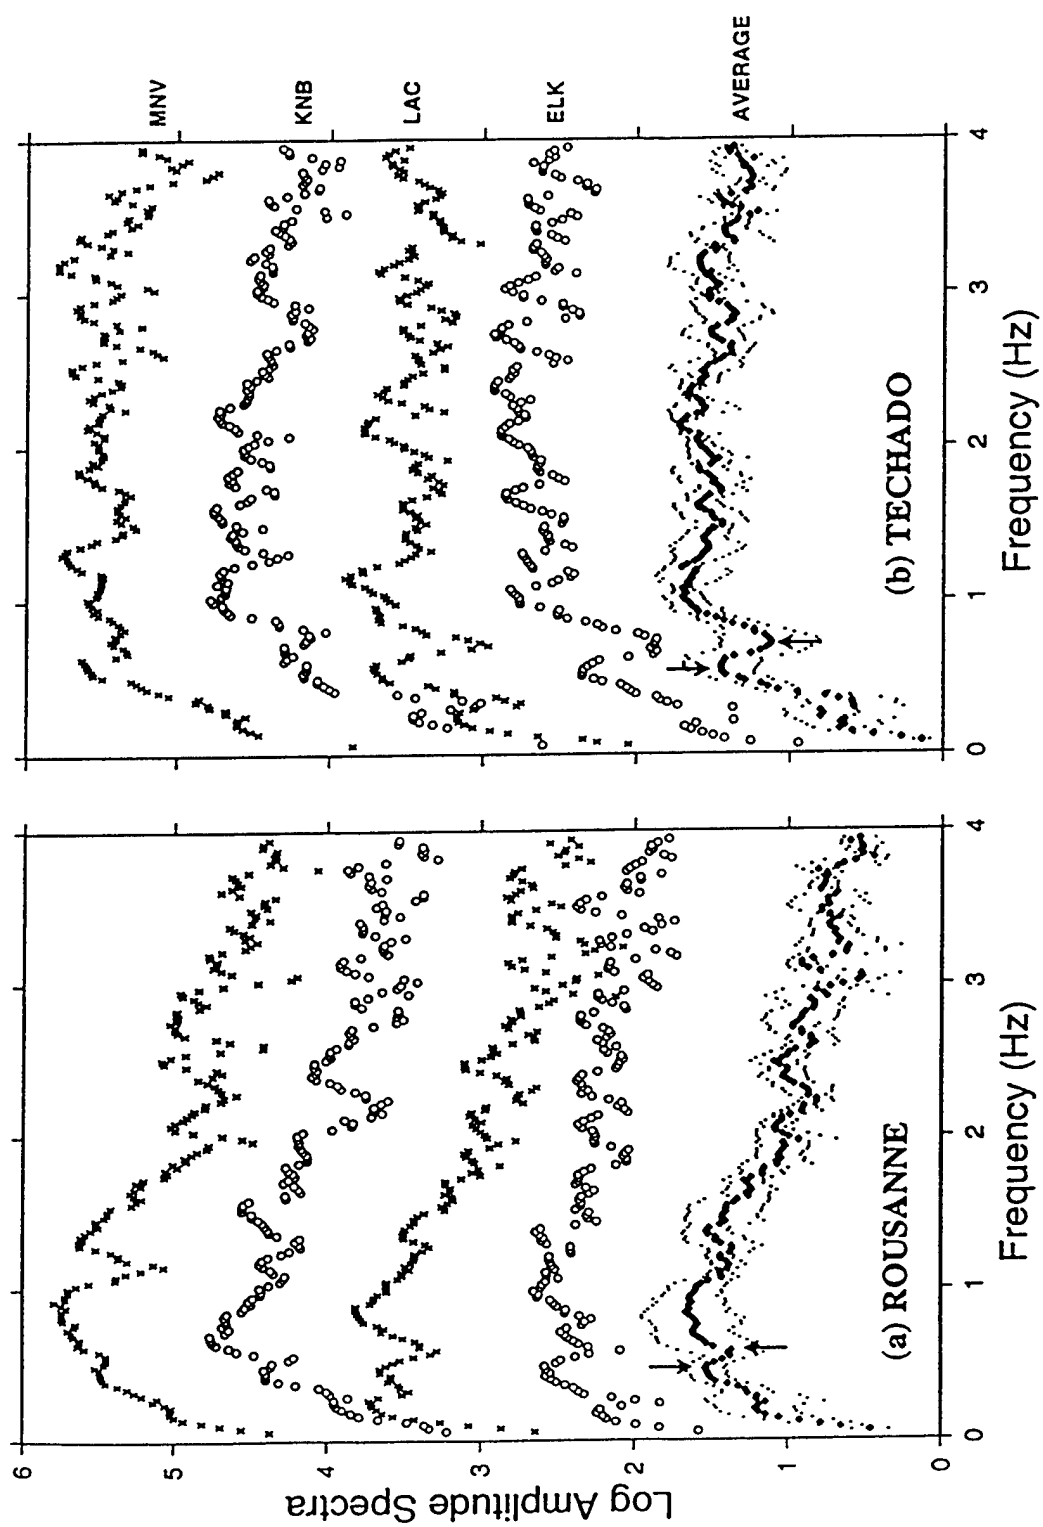 Log Amplitude Spectra
6
5
4
3
2
1
0
0
1
2
3
4
Frequency (Hz)
(a) ROUSANNE
0
1
2
3
4
Frequency (Hz)
(b) TECHADO
MNV
KNB
LAC
ELK
AVERAGE